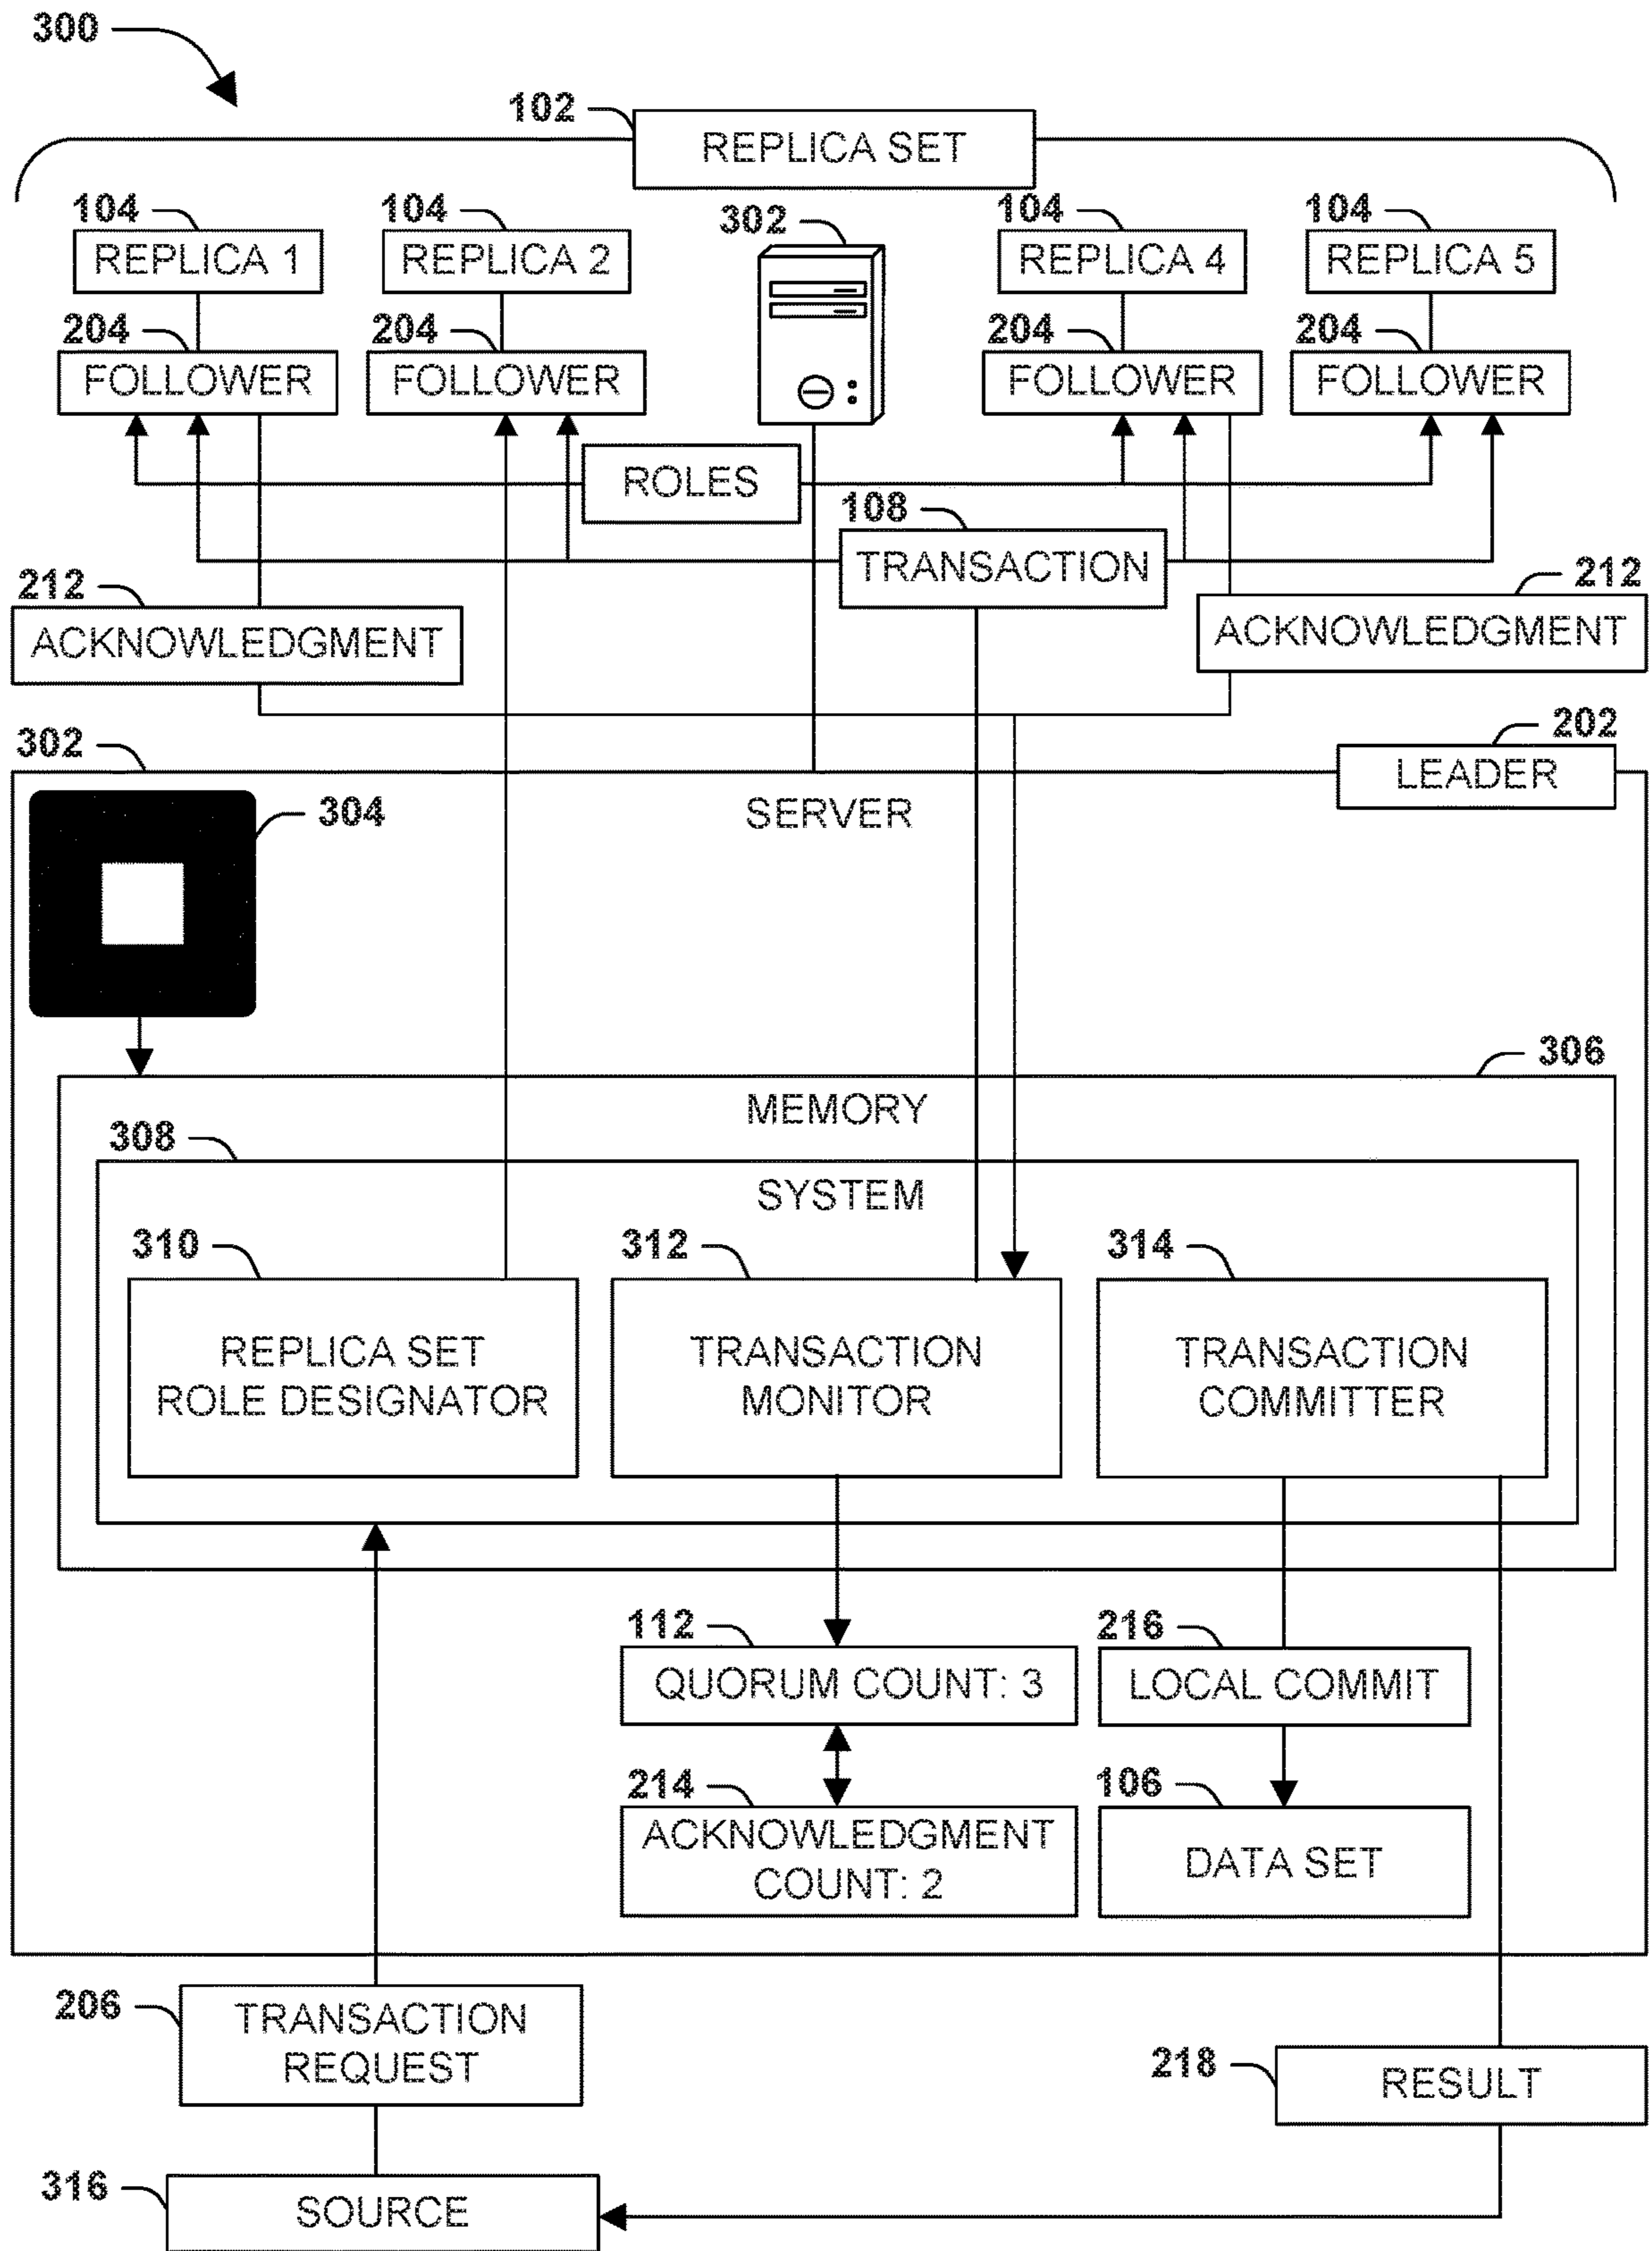 300
102
REPLICA SET
104 104 302 104 104
REPLICA 1 REPLICA 2 REPLICA 4 REPLICA 5
204 204 204 204
FOLLOWER FOLLOWER FOLLOWER FOLLOWER
ROLES
108
TRANSACTION
212 212
ACKNOWLEDGMENT ACKNOWLEDGMENT
302 202
LEADER
SERVER
304
306
MEMORY
308
SYSTEM
310 312 314
REPLICA SET TRANSACTION TRANSACTION
ROLE DESIGNATOR MONITOR COMMITTER
112 216
QUORUM COUNT: 3 LOCAL COMMIT
214 106
ACKNOWLEDGMENT
COUNT: 2
DATA SET
206
TRANSACTION
REQUEST
218
RESULT
316
SOURCE